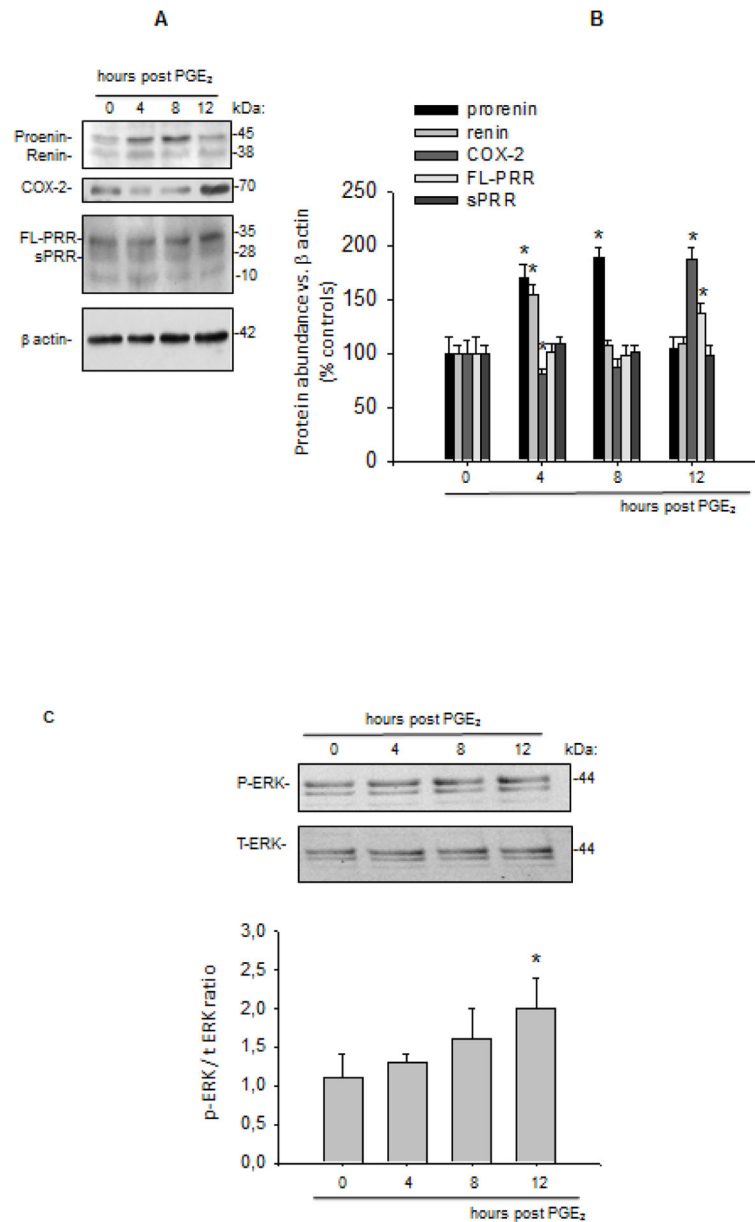 A
B
hours post PGE₂
0 4 8 12 kDa:
Proenin- -45
Renin- -38
COX-2- -70
FL-PRR- -35
sPRR- -28
-10
β actin- -42
prorenin
renin
COX-2
FL-PRR
sPRR
Protein abundance vs. β actin
(% controls)
250
200
150
100
50
0
* * * * * *
0 4 8 12
hours post PGE₂
C
hours post PGE₂
0 4 8 12 kDa:
P-ERK- -44
T-ERK- -44
p-ERK / t ERK ratio
3,0
2,5
2,0
1,5
1,0
0,5
0,0
*
0 4 8 12
hours post PGE₂